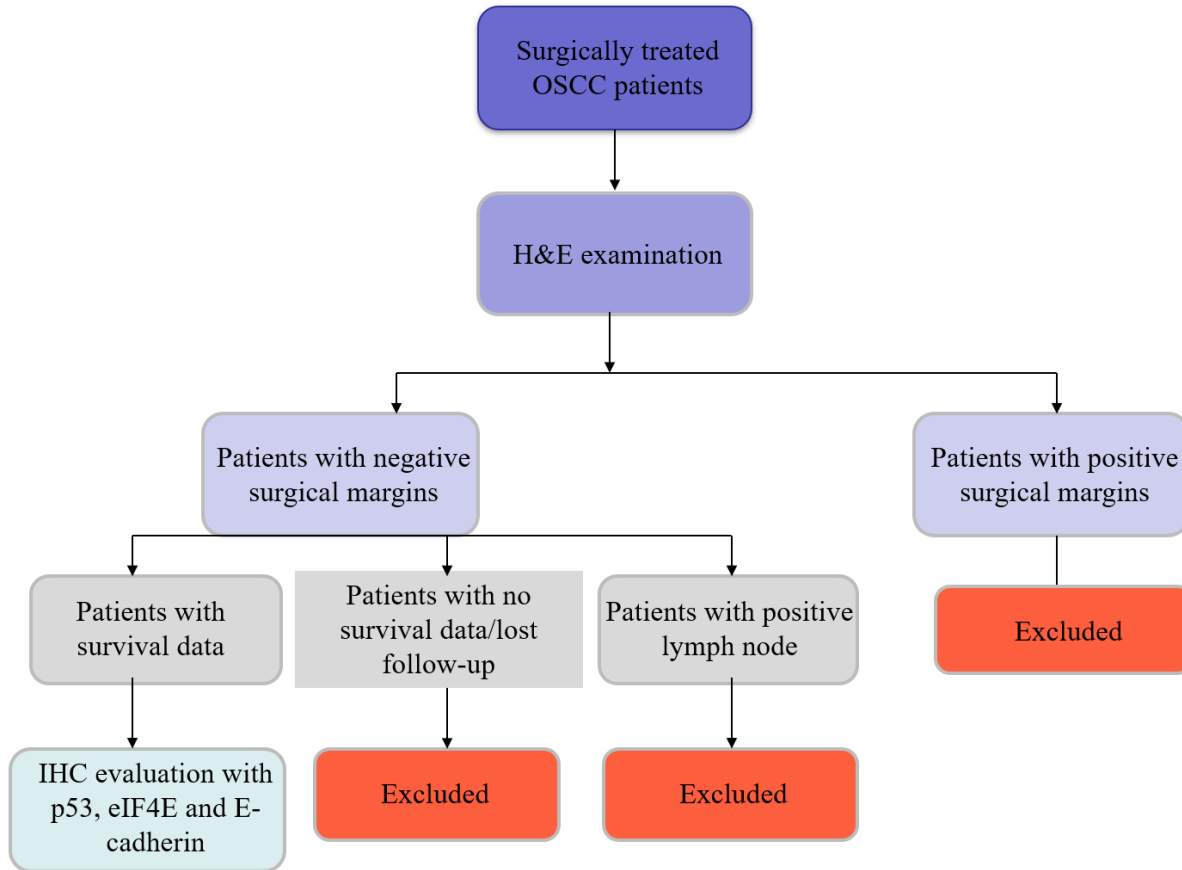 Surgically treated
OSCC patients
H&E examination
Patients with negative
surgical margins
Patients with positive
surgical margins
Patients with
survival data
Patients with no
survival data/lost
follow-up
Patients with positive
lymph node
Excluded
IHC evaluation with
p53, eIF4E and E-
cadherin
Excluded
Excluded